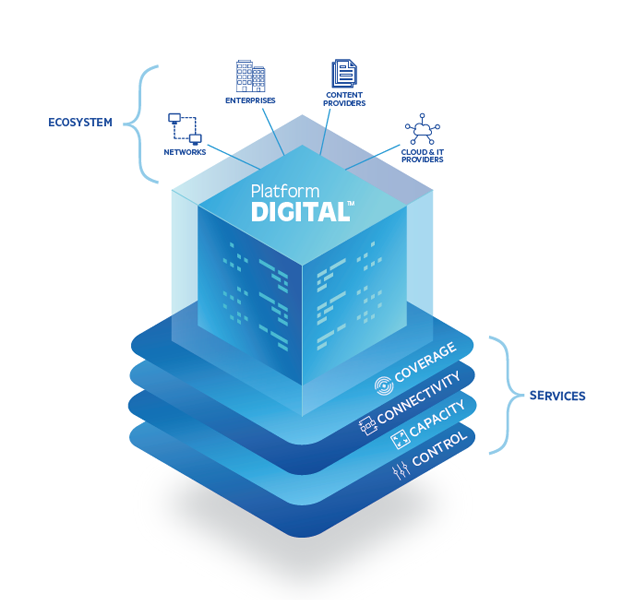 ENTERPRISES
CONTENT
PROVIDERS
ECOSYSTEM
NETWORKS
CLOUD & IT
PROVIDERS
Platform
DIGITAL™
COVERAGE
CONNECTIVITY
CAPACITY
CONTROL
SERVICES